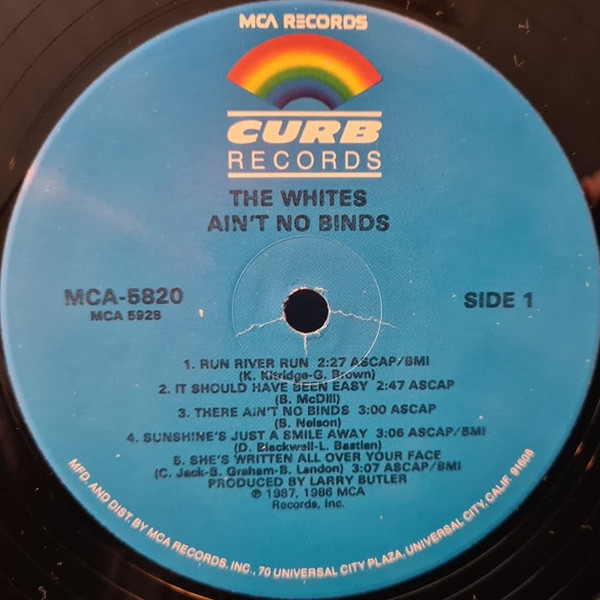 MCA RECORDS
CURB
RECORDS
THE WHITES
AIN'T NO BINDS
MCA-5820
MCA 5928
SIDE 1
1. RUN RIVER RUN 2:27 ASCAP/BMI
(K. Kitridge-G. Brown)
2. IT SHOULD HAVE BEEN EASY 2:47 ASCAP
(B. McDill)
3. THERE AIN'T NO BINDS 3:00 ASCAP
(B. Nelson)
4. SUNSHINE'S JUST A SMILE AWAY 3:06 ASCAP/BMI
(D. Blackwell-L. Bastian)
5. SHE'S WRITTEN ALL OVER YOUR FACE
(C. Jack-B. Graham-B. Landon) 3:07 ASCAP/BMI
PRODUCED BY LARRY BUTLER
℗ 1987, 1986 MCA
Records, Inc.
MFD. AND DIST. BY MCA RECORDS, INC., 70 UNIVERSAL CITY PLAZA, UNIVERSAL CITY, CALIF. 91608